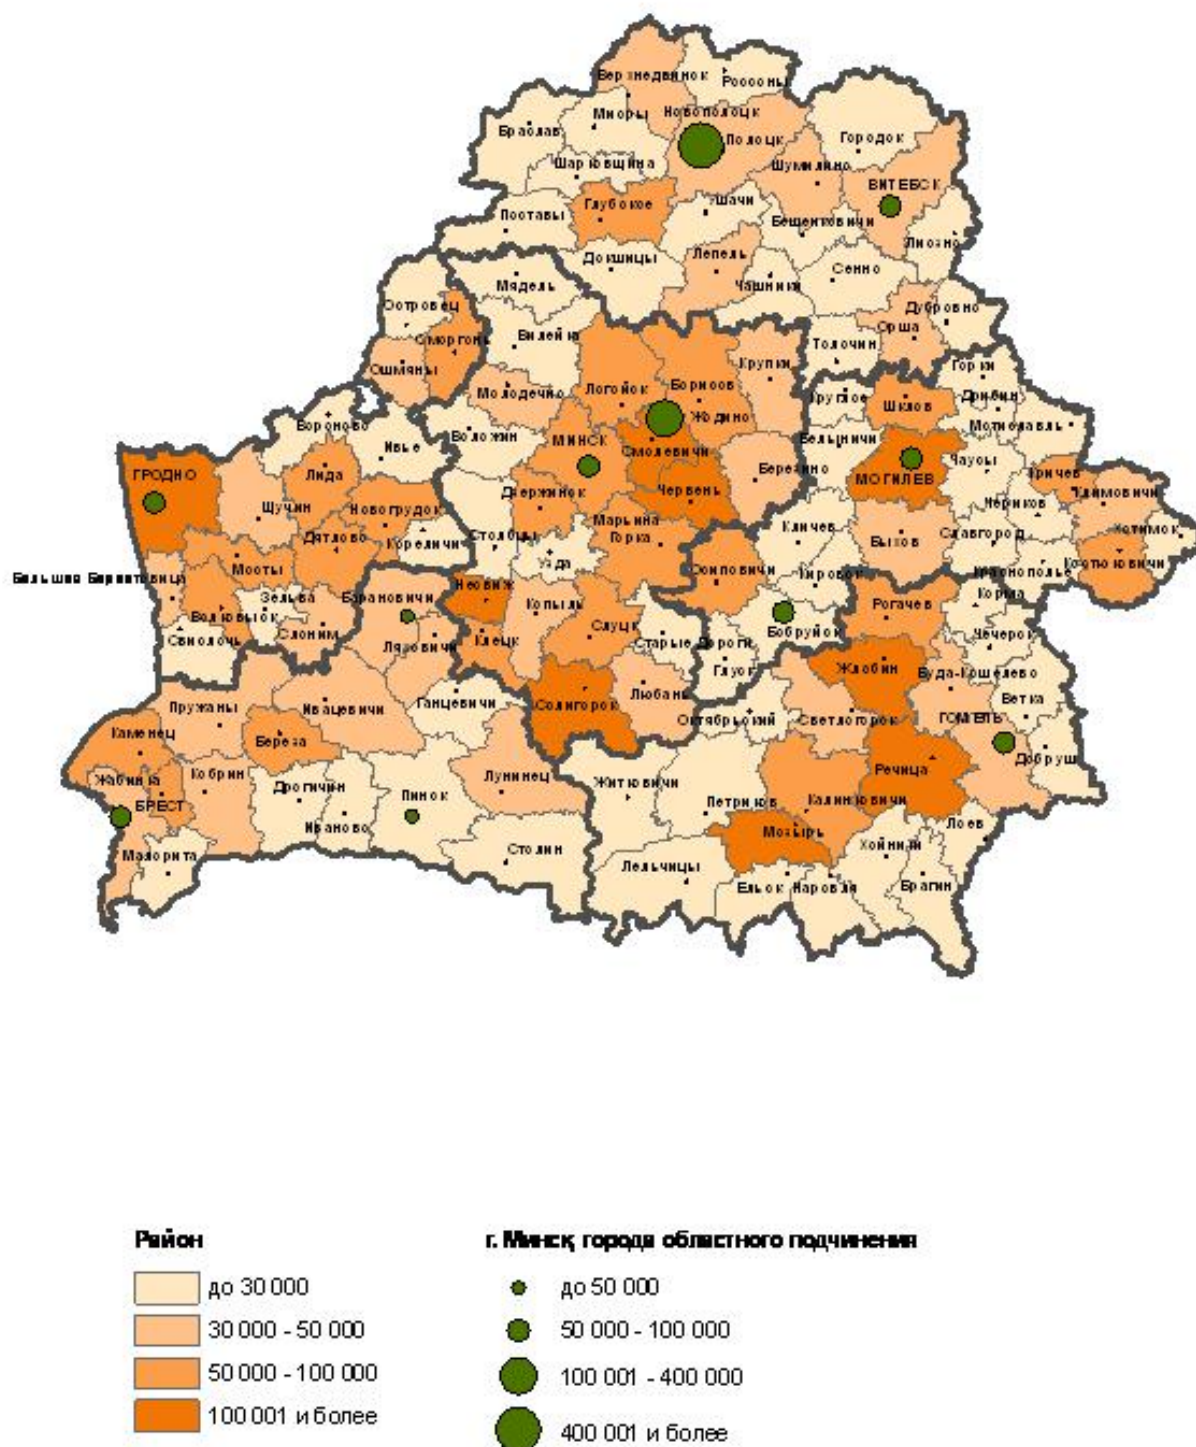 Верхнедвинск
Россоны
Миоры
Новополоцк
Браслав
Полоцк
Городок
Шарковщина
Шумилино
ВИТЕБСК
Глубокое
Ушачи
Поставы
Бешенковичи
Лиозно
Докшицы
Лепель
Сенно
Мядель
Чашники
Островец
Дубровно
Орша
Сморгонь
Вилейка
Толочин
Ошмяны
Крупки
Горки
Молодечно
Логойск
Борисов
Круглое
Шклов
Дрибин
Жодино
Вороново
Воложин
МИНСК
Белыничи
Мстиславль
Ивье
Смолевичи
Чаусы
ГРОДНО
Лида
Березино
МОГИЛЕВ
Кричев
Дзержинск
Червень
Климовичи
Щучин
Новогрудок
Чериков
Марьина
Горка
Кличев
Хотимск
Дятлово
Кореличи
Столбцы
Быхов
Славгород
Узда
Мосты
Осиповичи
Краснополье
Костюковичи
Большая Берестовица
Несвиж
Кировск
Зельва
Барановичи
Корма
Волковыск
Копыль
Рогачев
Слоним
Клецк
Слуцк
Бобруйск
Свислочь
Ляховичи
Старые
Дороги
Чечерск
Глуск
Жлобин
Буда-Кошелево
Ганцевичи
Любань
Ветка
Пружаны
Ивацевичи
Солигорск
Октябрьский
Светлогорск
ГОМЕЛЬ
Каменец
Береза
Добруш
Жабинка
Кобрин
Лунинец
Житковичи
Речица
Дрогичин
Пинск
БРЕСТ
Петриков
Калинковичи
Иваново
Мозырь
Лоев
Столин
Хойники
Малорита
Лельчицы
Ельск
Наровля
Брагин
Район
до 30 000
30 000 - 50 000
50 000 - 100 000
100 001 и более
г. Минск, города областного подчинения
до 50 000
50 000 - 100 000
100 001 - 400 000
400 001 и более